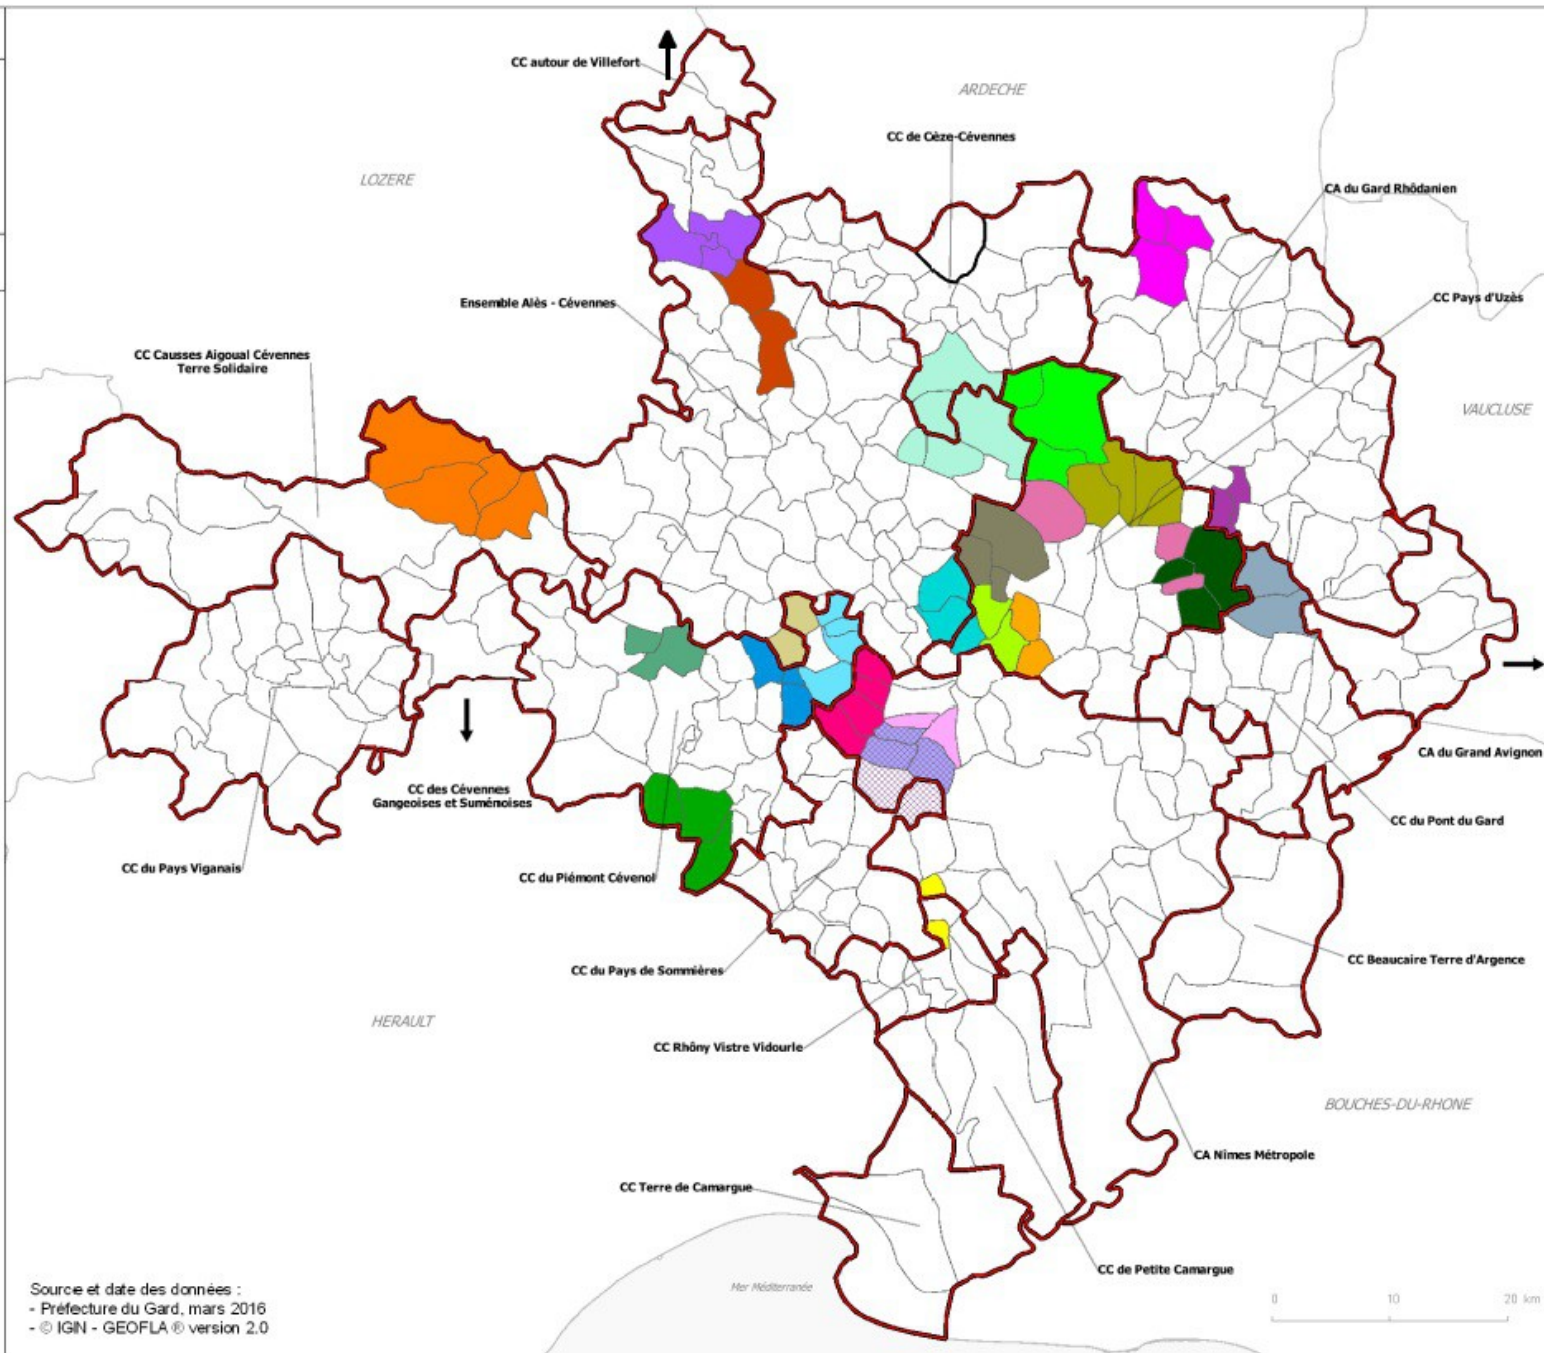 CC autour de Villefort
ARDECHE
CC de Cèze-Cévennes
LOZERE
CA du Gard Rhôdanien
Ensemble Alès - Cévennes
CC Pays d'Uzès
CC Causses Aigoual Cévennes
Terre Solidaire
VAUCLUSE
CA du Grand Avignon
CC des Cévennes
Gangeoises et Suménoises
CC du Pont du Gard
CC du Pays Viganais
CC du Piémont Cévenol
CC du Pays de Sommières
CC Beaucaire Terre d'Argence
HERAULT
CC Rhôny Vistre Vidourle
BOUCHES-DU-RHONE
CA Nîmes Métropole
CC Terre de Camargue
CC de Petite Camargue
Mer Méditerranée
Source et date des données :
- Préfecture du Gard, mars 2016
- © IGN - GEOFLA ® version 2.0
0 10 20 km